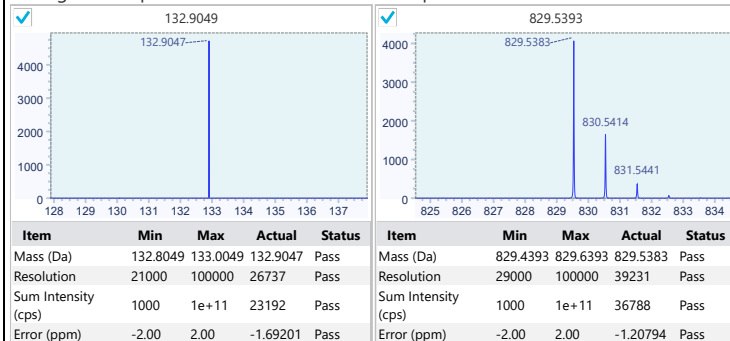 132.9049
132.9047
4000
3000
2000
1000
0
128 129 130 131 132 133 134 135 136 137
Item Min Max Actual Status
Mass (Da) 132.8049 133.0049 132.9047 Pass
Resolution 21000 100000 26737 Pass
Sum Intensity
(cps) 1000 1e+11 23192 Pass
Error (ppm) -2.00 2.00 -1.69201 Pass
829.5393
829.5383
830.5414
831.5441
4000
3000
2000
1000
0
825 826 827 828 829 830 831 832 833 834
Item Min Max Actual Status
Mass (Da) 829.4393 829.6393 829.5383 Pass
Resolution 29000 100000 39231 Pass
Sum Intensity
(cps) 1000 1e+11 36788 Pass
Error (ppm) -2.00 2.00 -1.20794 Pass